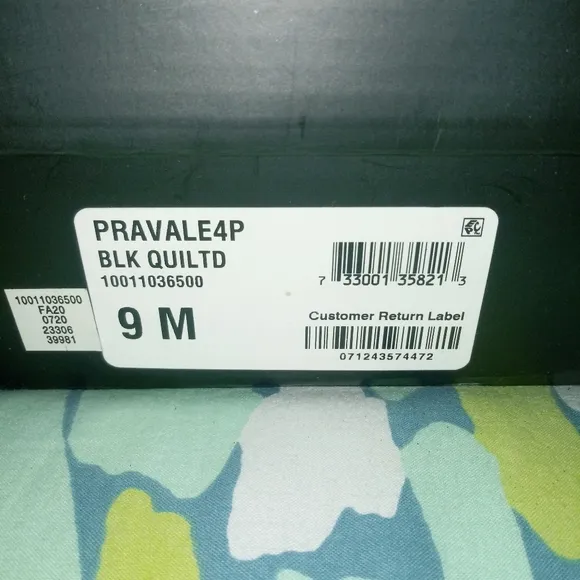 PRAVALE4P
BLK QUILTD
10011036500
9 M
7 33001 35821 3
Customer Return Label
071243574472
10011036500
FA20
0720
23306
39981